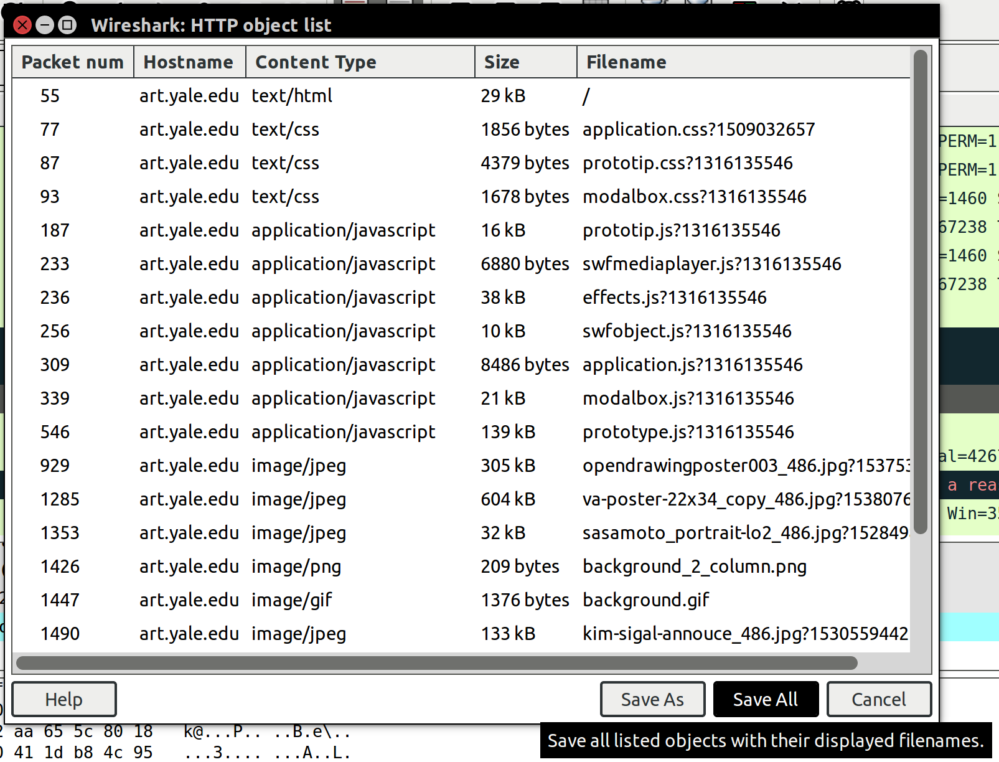 Wireshark: HTTP object list
Packet num Hostname Content Type Size Filename
55 art.yale.edu text/html 29 kB /
77 art.yale.edu text/css 1856 bytes application.css?1509032657
87 art.yale.edu text/css 4379 bytes prototip.css?1316135546
93 art.yale.edu text/css 1678 bytes modalbox.css?1316135546
187 art.yale.edu application/javascript 16 kB prototip.js?1316135546
233 art.yale.edu application/javascript 6880 bytes swfmediaplayer.js?1316135546
236 art.yale.edu application/javascript 38 kB effects.js?1316135546
256 art.yale.edu application/javascript 10 kB swfobject.js?1316135546
309 art.yale.edu application/javascript 8486 bytes application.js?1316135546
339 art.yale.edu application/javascript 21 kB modalbox.js?1316135546
546 art.yale.edu application/javascript 139 kB prototype.js?1316135546
929 art.yale.edu image/jpeg 305 kB opendrawingposter003_486.jpg?153753
1285 art.yale.edu image/jpeg 604 kB va-poster-22x34_copy_486.jpg?1538076
1353 art.yale.edu image/jpeg 32 kB sasamoto_portrait-lo2_486.jpg?152849
1426 art.yale.edu image/png 209 bytes background_2_column.png
1447 art.yale.edu image/gif 1376 bytes background.gif
1490 art.yale.edu image/jpeg 133 kB kim-sigal-annouce_486.jpg?1530559442
PERM=1
PERM=1
=1460
67238
=1460
67238
al=426
a rea
Win=3
Help Save As Save All Cancel
Save all listed objects with their displayed filenames.
aa 65 5c 80 18 k@...P.. ..B.e\..
41 1d b8 4c 95 ...3.... ...A..L.